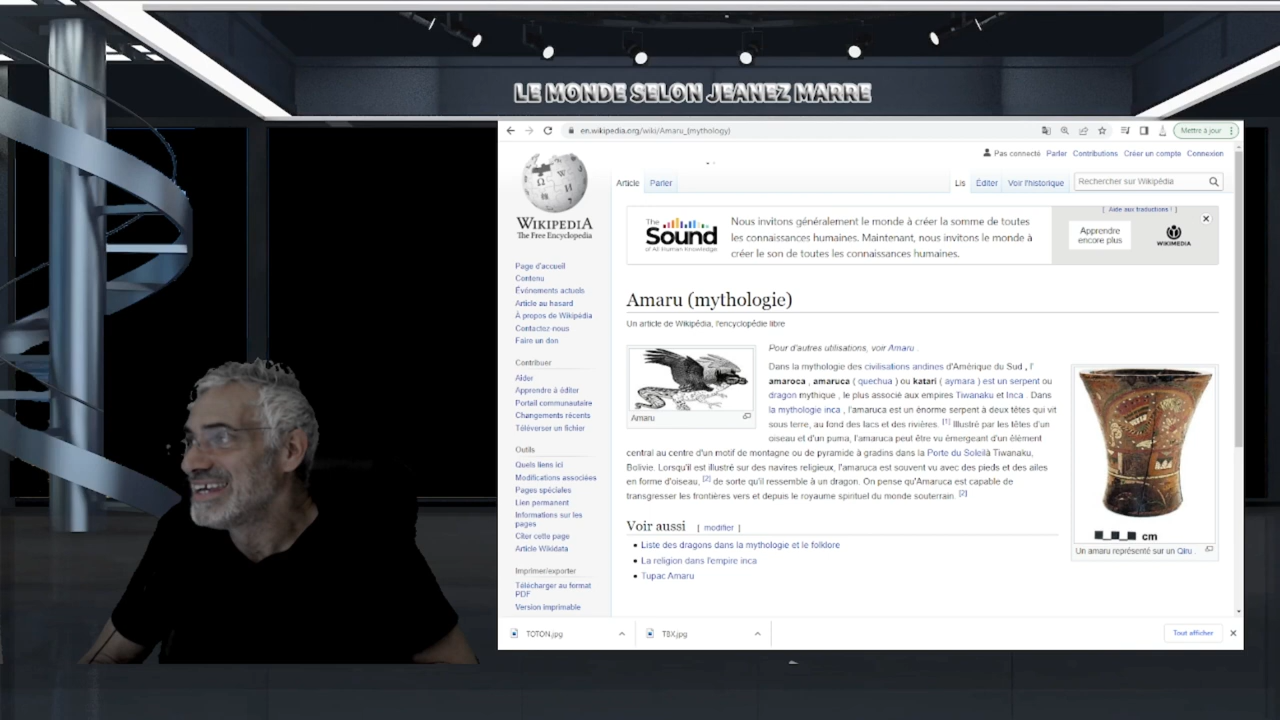 LE MONDE SELON JEANEZ MARRE
en.wikipedia.org/wiki/Amaru_(mythology)
Mettre à jour
Pas connecté Parler Contributions Créer un compte Connexion
Article Parler
Lis Éditer Voir l'historique
Rechercher sur Wikipédia
WIKIPEDIA
The Free Encyclopedia
Page d'accueil
Contenu
Événements actuels
Article au hasard
À propos de Wikipédia
Contactez-nous
Faire un don
Contribuer
Aider
Apprendre à éditer
Portail communautaire
Changements récents
Téléverser un fichier
Outils
Quels liens ici
Modifications associées
Pages spéciales
Lien permanent
Informations sur les
pages
Citer cette page
Article Wikidata
Imprimer/exporter
Télécharger au format
PDF
Version imprimable
The
Sound
of All Human Knowledge
Nous invitons généralement le monde à créer la somme de toutes
les connaissances humaines. Maintenant, nous invitons le monde à
créer le son de toutes les connaissances humaines.
[ Aide aux traductions ! ]
Apprendre
encore plus
WIKIMEDIA
Amaru (mythologie)
Un article de Wikipédia, l'encyclopédie libre
Amaru
Pour d'autres utilisations, voir Amaru .
Dans la mythologie des civilisations andines d'Amérique du Sud , l'
amaroca , amaruca ( quechua ) ou katari ( aymara ) est un serpent ou
dragon mythique , le plus associé aux empires Tiwanaku et Inca . Dans
la mythologie inca , l'amaruca est un énorme serpent à deux têtes qui vit
sous terre, au fond des lacs et des rivières. [1] Illustré par les têtes d'un
oiseau et d'un puma, l'amaruca peut être vu émergeant d'un élément
central au centre d'un motif de montagne ou de pyramide à gradins dans la Porte du Soleilà Tiwanaku,
Bolivie. Lorsqu'il est illustré sur des navires religieux, l'amaruca est souvent vu avec des pieds et des ailes
en forme d'oiseau, [2] de sorte qu'il ressemble à un dragon. On pense qu'Amaruca est capable de
transgresser les frontières vers et depuis le royaume spirituel du monde souterrain. [2]
cm
Un amaru représenté sur un Qiru .
Voir aussi [ modifier ]
Liste des dragons dans la mythologie et le folklore
La religion dans l'empire inca
Tupac Amaru
TOTON.jpg
TBX.jpg
Tout afficher